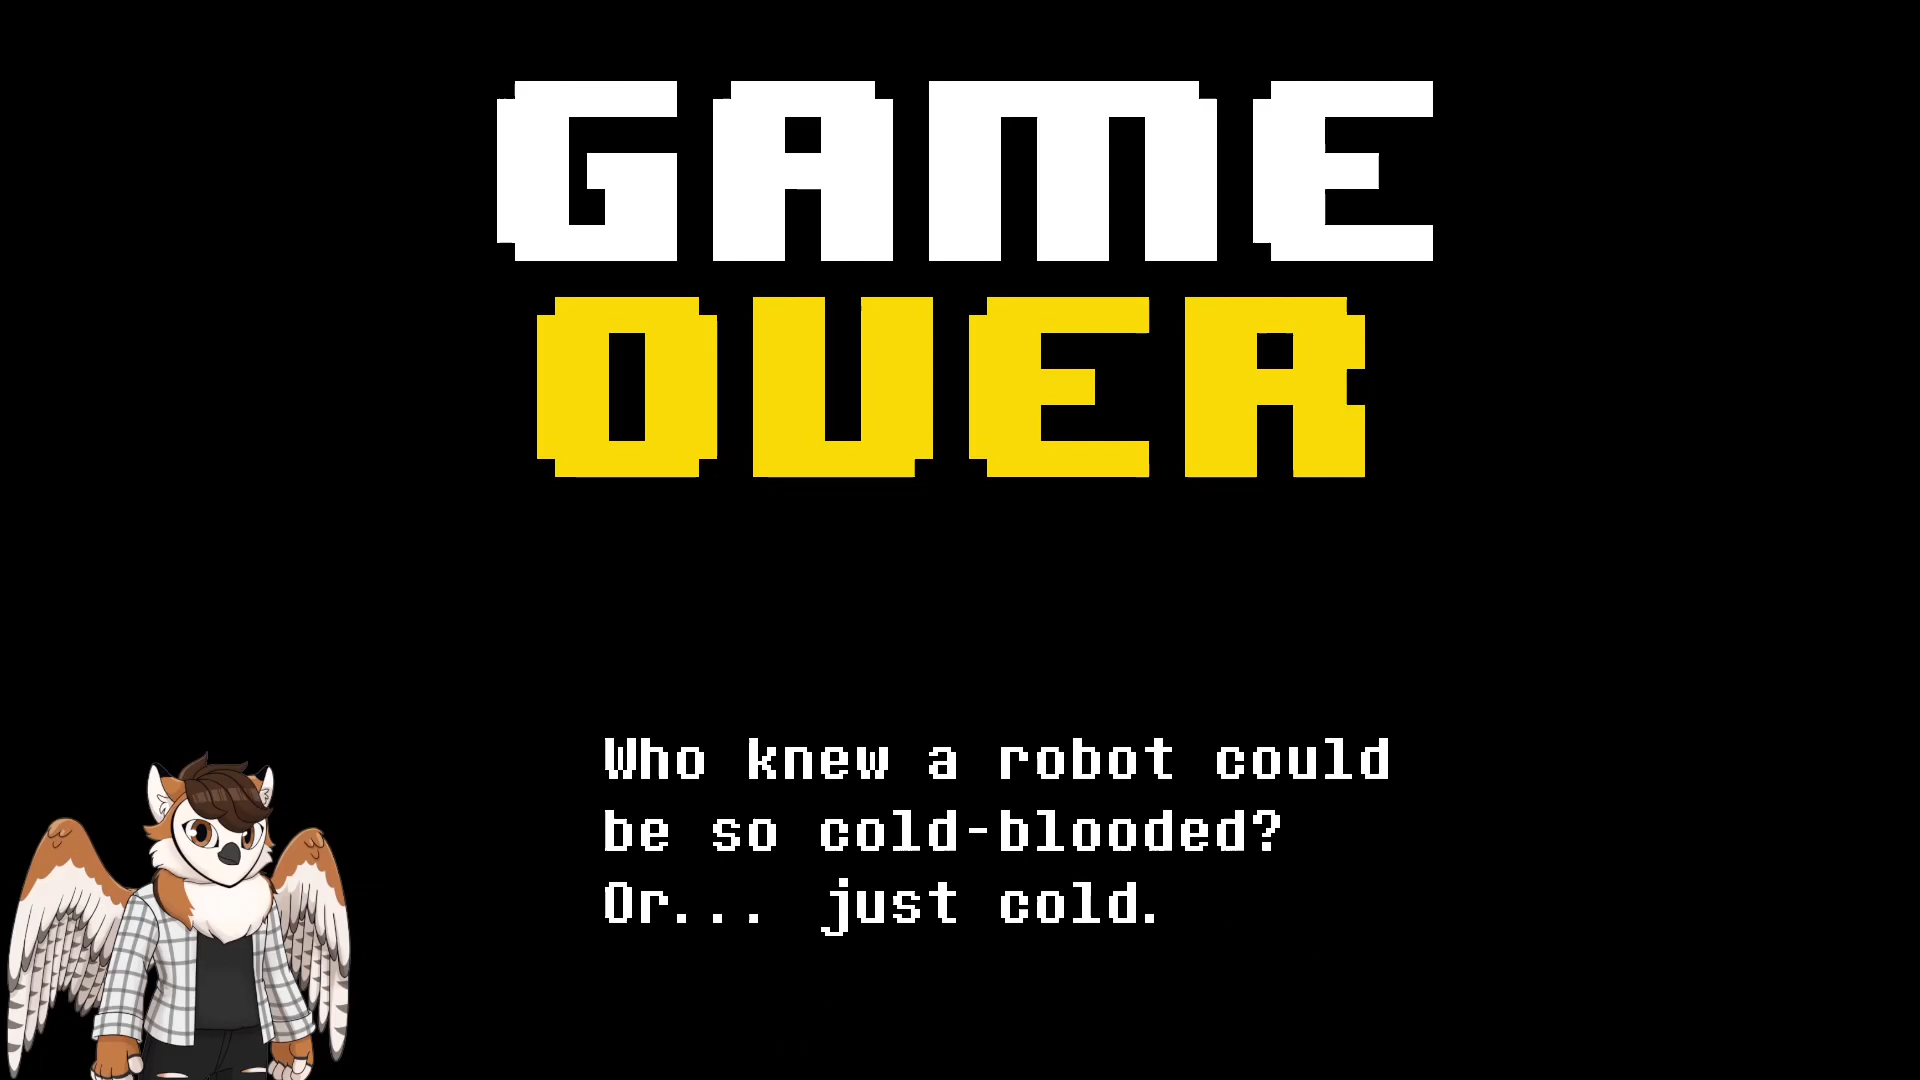 GAME
OVER
Who knew a robot could
be so cold-blooded?
Or... just cold.